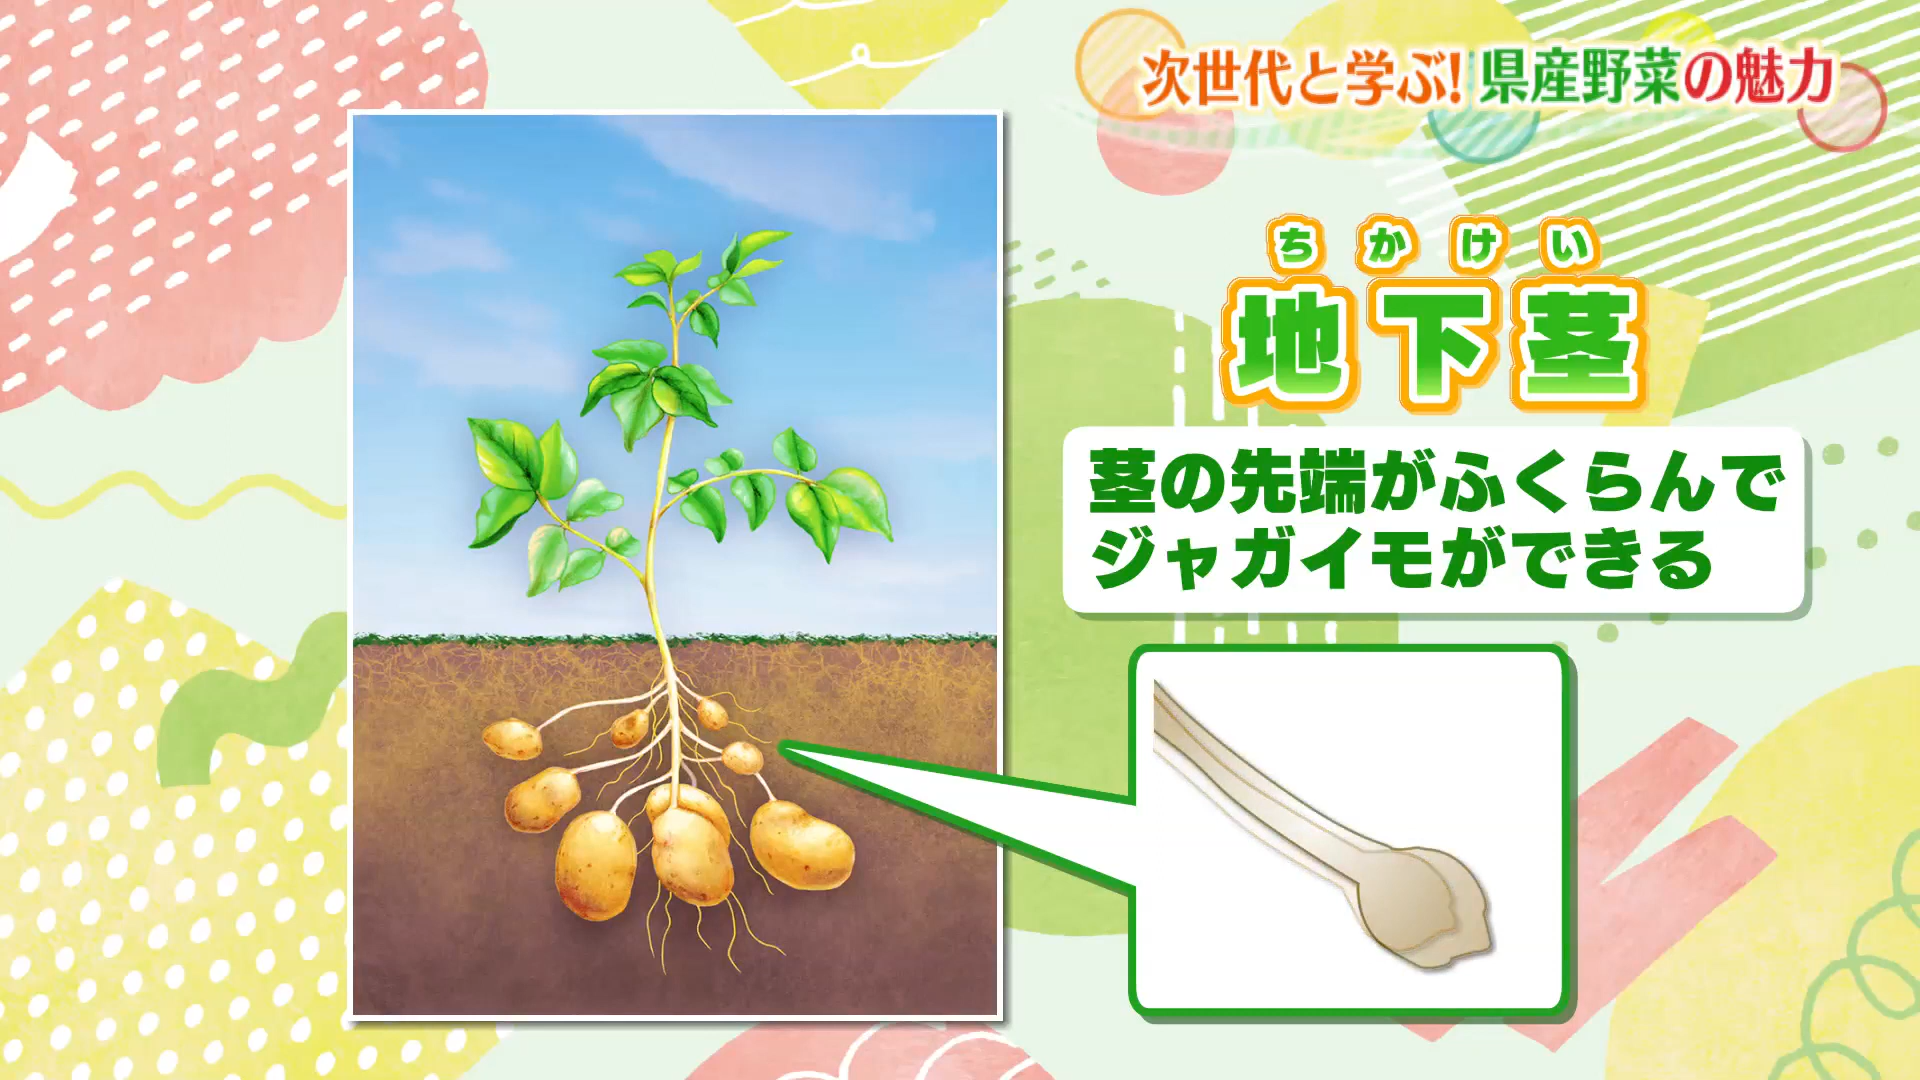 次世代と学ぶ!県産野菜の魅力
ちかけい
地下茎
茎の先端がふくらんで
ジャガイモができる